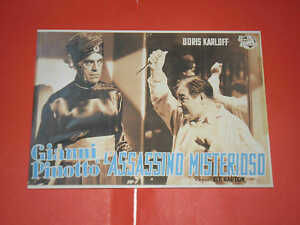 BORIS KARLOFF
Gianni
Pinotto e L'ASSASSINO MISTERIOSO